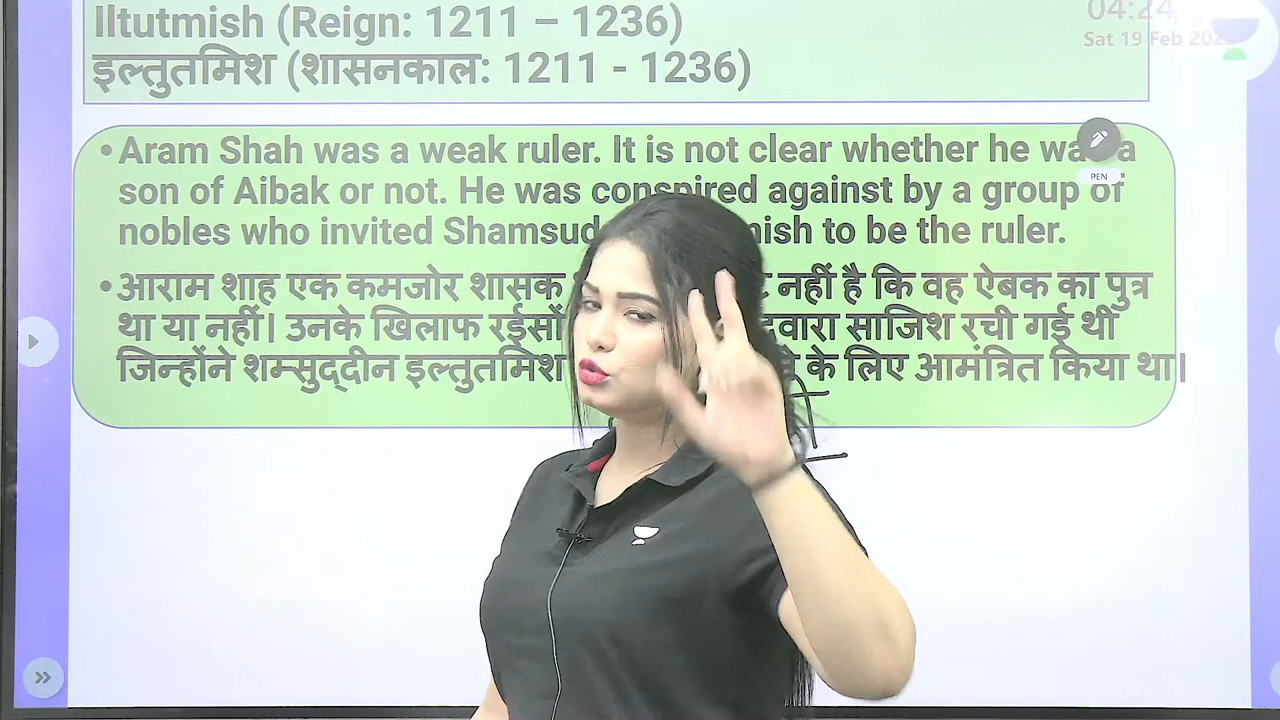 Iltutmish (Reign: 1211 – 1236)
इल्तुतमिश (शासनकाल: 1211 - 1236)
04:24
Sat 19 Feb
• Aram Shah was a weak ruler. It is not clear whether he was a
son of Aibak or not. He was conspired against by a group of
nobles who invited Shamsud mish to be the ruler.
PEN
• आराम शाह एक कमजोर शासक नहीं है कि वह ऐबक का पुत्र
था या नहीं। उनके खिलाफ रईसों द्वारा साजिश रची गई थी
जिन्होंने शम्सुद्दीन इल्तुतमिश के लिए आमंत्रित किया था।